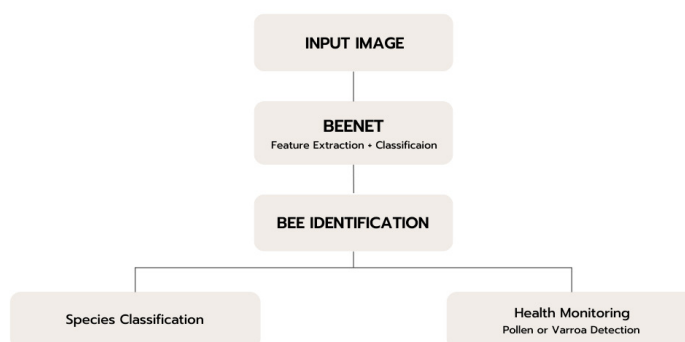 INPUT IMAGE
BEENET
Feature Extraction + Classificaion
BEE IDENTIFICATION
Species Classification
Health Monitoring
Pollen or Varroa Detection